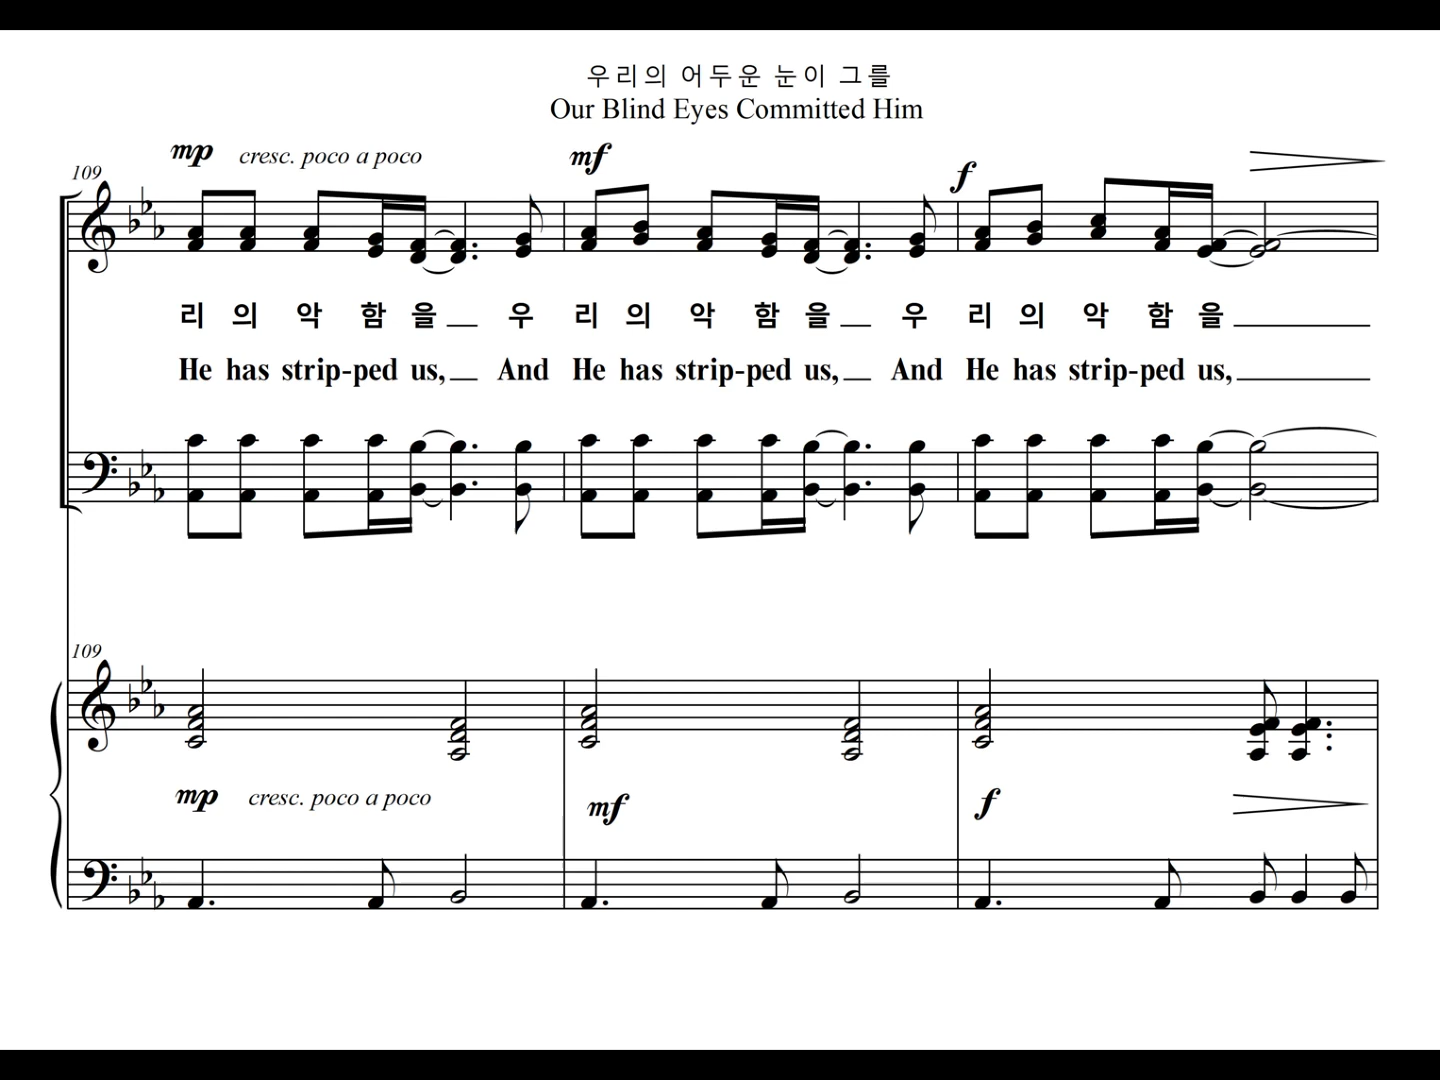 우리의 어두운 눈이 그를
Our Blind Eyes Committed Him
mp cresc. poco a poco mf f
109
리 의 악 함 을 우 리 의 악 함 을 우 리 의 악 함 을
He has strip-ped us, And He has strip-ped us, And He has strip-ped us,
109
mp cresc. poco a poco mf f